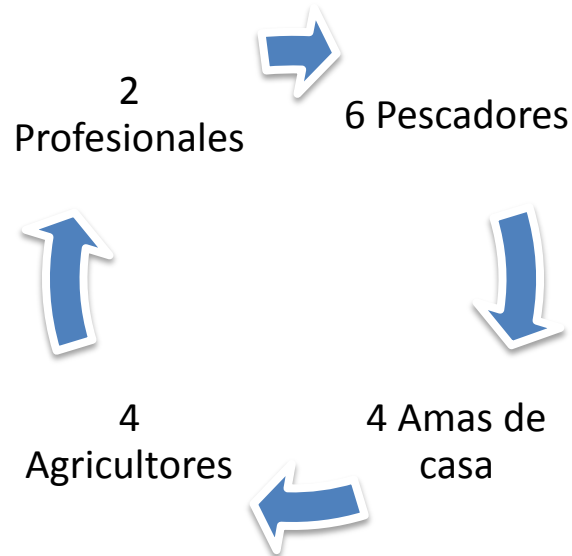 2
Profesionales
6 Pescadores
4 Amas de
casa
4
Agricultores